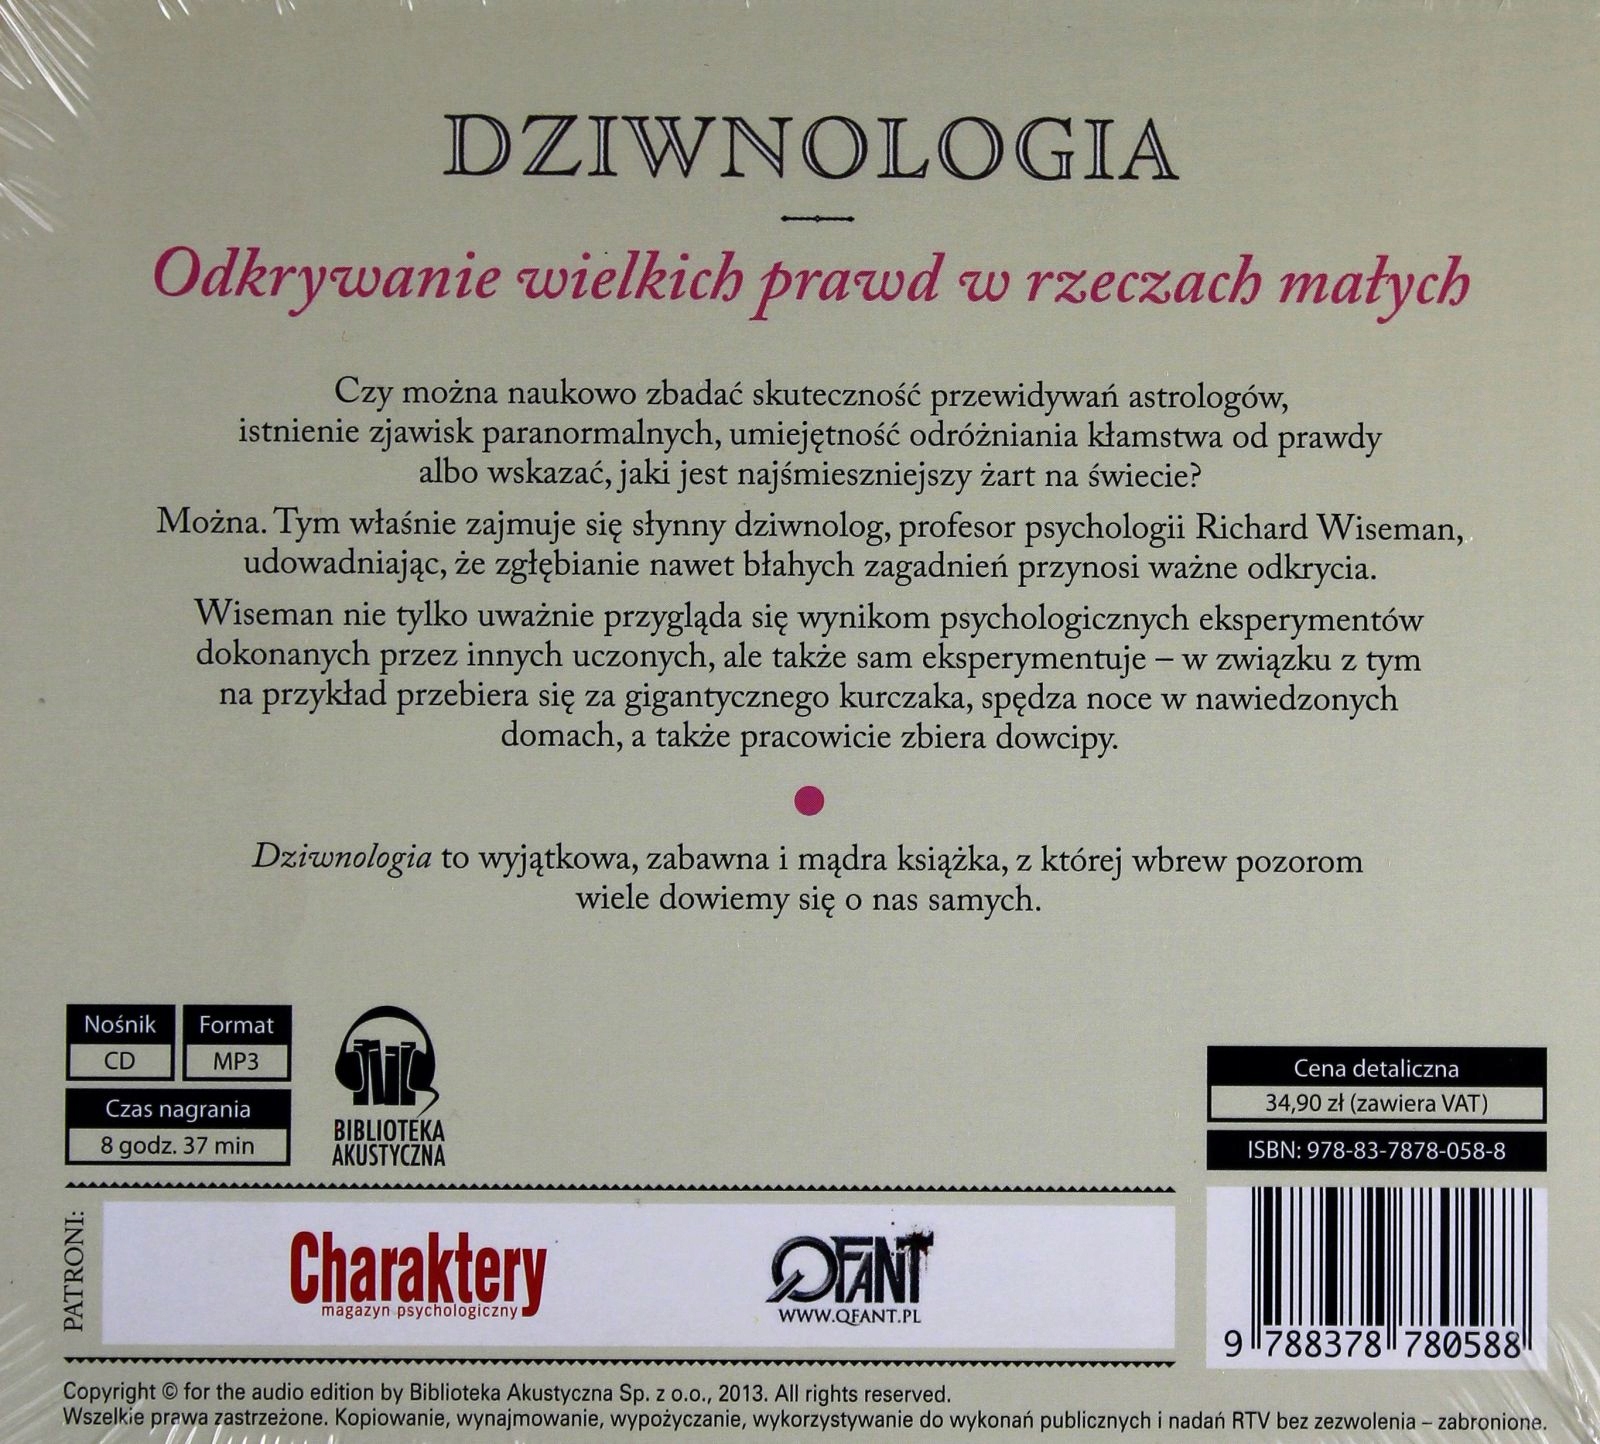 DZIWNOLOGIA
Odkrywanie wielkich prawd w rzeczach małych
Czy można naukowo zbadać skuteczność przewidywań astrologów,
istnienie zjawisk paranormalnych, umiejętność odróżniania kłamstwa od prawdy
albo wskazać, jaki jest najśmieszniejszy żart na świecie?
Można. Tym właśnie zajmuje się słynny dziwnolog, profesor psychologii Richard Wiseman,
udowadniając, że zgłębianie nawet błahych zagadnień przynosi ważne odkrycia.
Wiseman nie tylko uważnie przygląda się wynikom psychologicznych eksperymentów
dokonanych przez innych uczonych, ale także sam eksperymentuje – w związku z tym
na przykład przebiera się za gigantycznego kurczaka, spędza noce w nawiedzonych
domach, a także pracowicie zbiera dowcipy.
Dziwnologia to wyjątkowa, zabawna i mądra książka, z której wbrew pozorom
wiele dowiemy się o nas samych.
Nośnik
CD
Format
MP3
Czas nagrania
8 godz. 37 min
BIBLIOTEKA
AKUSTYCZNA
Cena detaliczna
34,90 zł (zawiera VAT)
ISBN: 978-83-7878-058-8
PATRONI:
Charaktery
magazyn psychologiczny
QFANT
WWW.QFANT.PL
9 788378 780588
Copyright © for the audio edition by Biblioteka Akustyczna Sp. z o.o., 2013. All rights reserved.
Wszelkie prawa zastrzeżone. Kopiowanie, wynajmowanie, wypożyczanie, wykorzystywanie do wykonań publicznych i nadań RTV bez zezwolenia – zabronione.